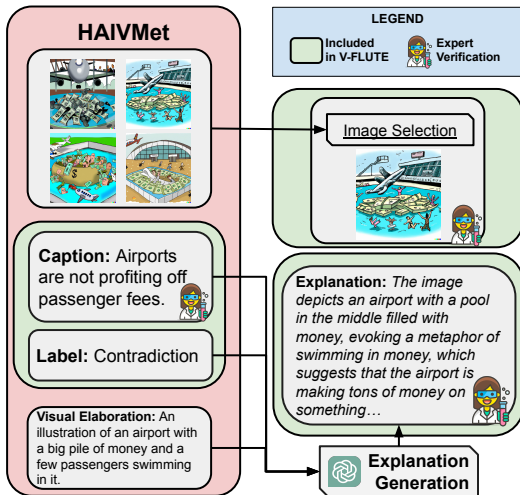 HAIVMet
LEGEND
Included
in V-FLUTE
Expert
Verification
Image Selection
Caption: Airports
are not profiting off
passenger fees.
Label: Contradiction
Visual Elaboration: An
illustration of an airport with
a big pile of money and a
few passengers swimming
in it.
Explanation: The image
depicts an airport with a pool
in the middle filled with
money, evoking a metaphor of
swimming in money, which
suggests that the airport is
making tons of money on
something…
Explanation
Generation
$